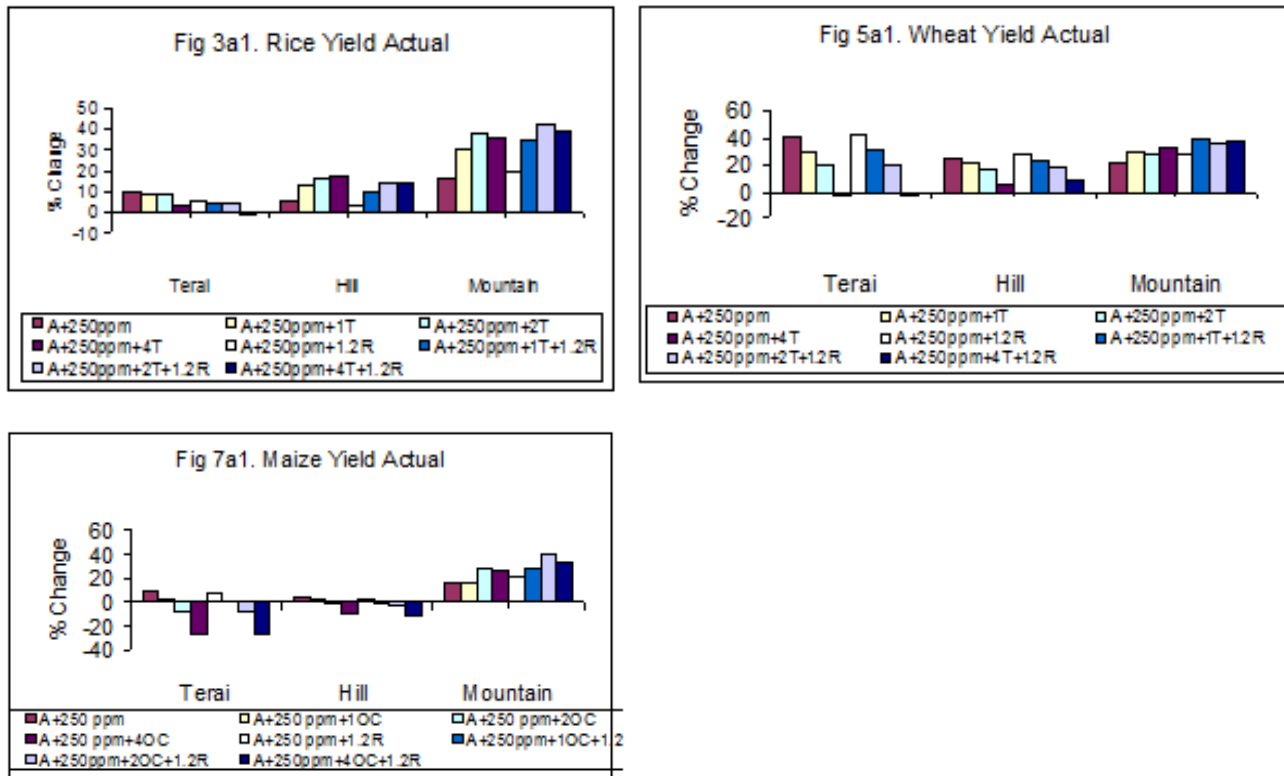 Fig 3a1. Rice Yield Actual
% Change
50
40
30
20
10
0
-10
Terai Hill Mountain
A+250ppm A+250ppm+1T A+250ppm+2T
A+250ppm+4T A+250ppm+1.2R A+250ppm+1T+1.2R
A+250ppm+2T+1.2R A+250ppm+4T+1.2R
Fig 5a1. Wheat Yield Actual
% Change
60
40
20
0
-20
Terai Hill Mountain
A+250ppm A+250ppm+1T A+250ppm+2T
A+250ppm+4T A+250ppm+1.2R A+250ppm+1T+1.2R
A+250ppm+2T+1.2R A+250ppm+4T+1.2R
Fig 7a1. Maize Yield Actual
% Change
60
40
20
0
-20
-40
Terai Hill Mountain
A+250 ppm A+250 ppm+1OC A+250 ppm+2OC
A+250 ppm+4OC A+250 ppm+1.2R A+250ppm+1OC+1.2
A+250ppm+2OC+1.2R A+250ppm+4OC+1.2R